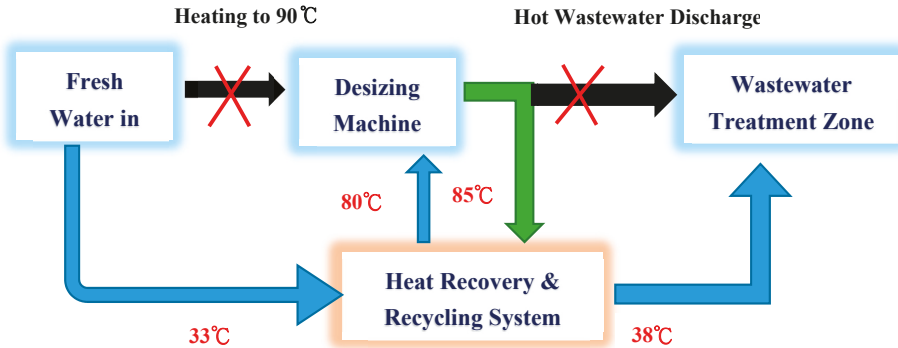 Heating to 90℃
Hot Wastewater Discharge
Fresh
Water in
Desizing
Machine
Wastewater
Treatment Zone
80℃
85℃
Heat Recovery &
Recycling System
33℃
38℃